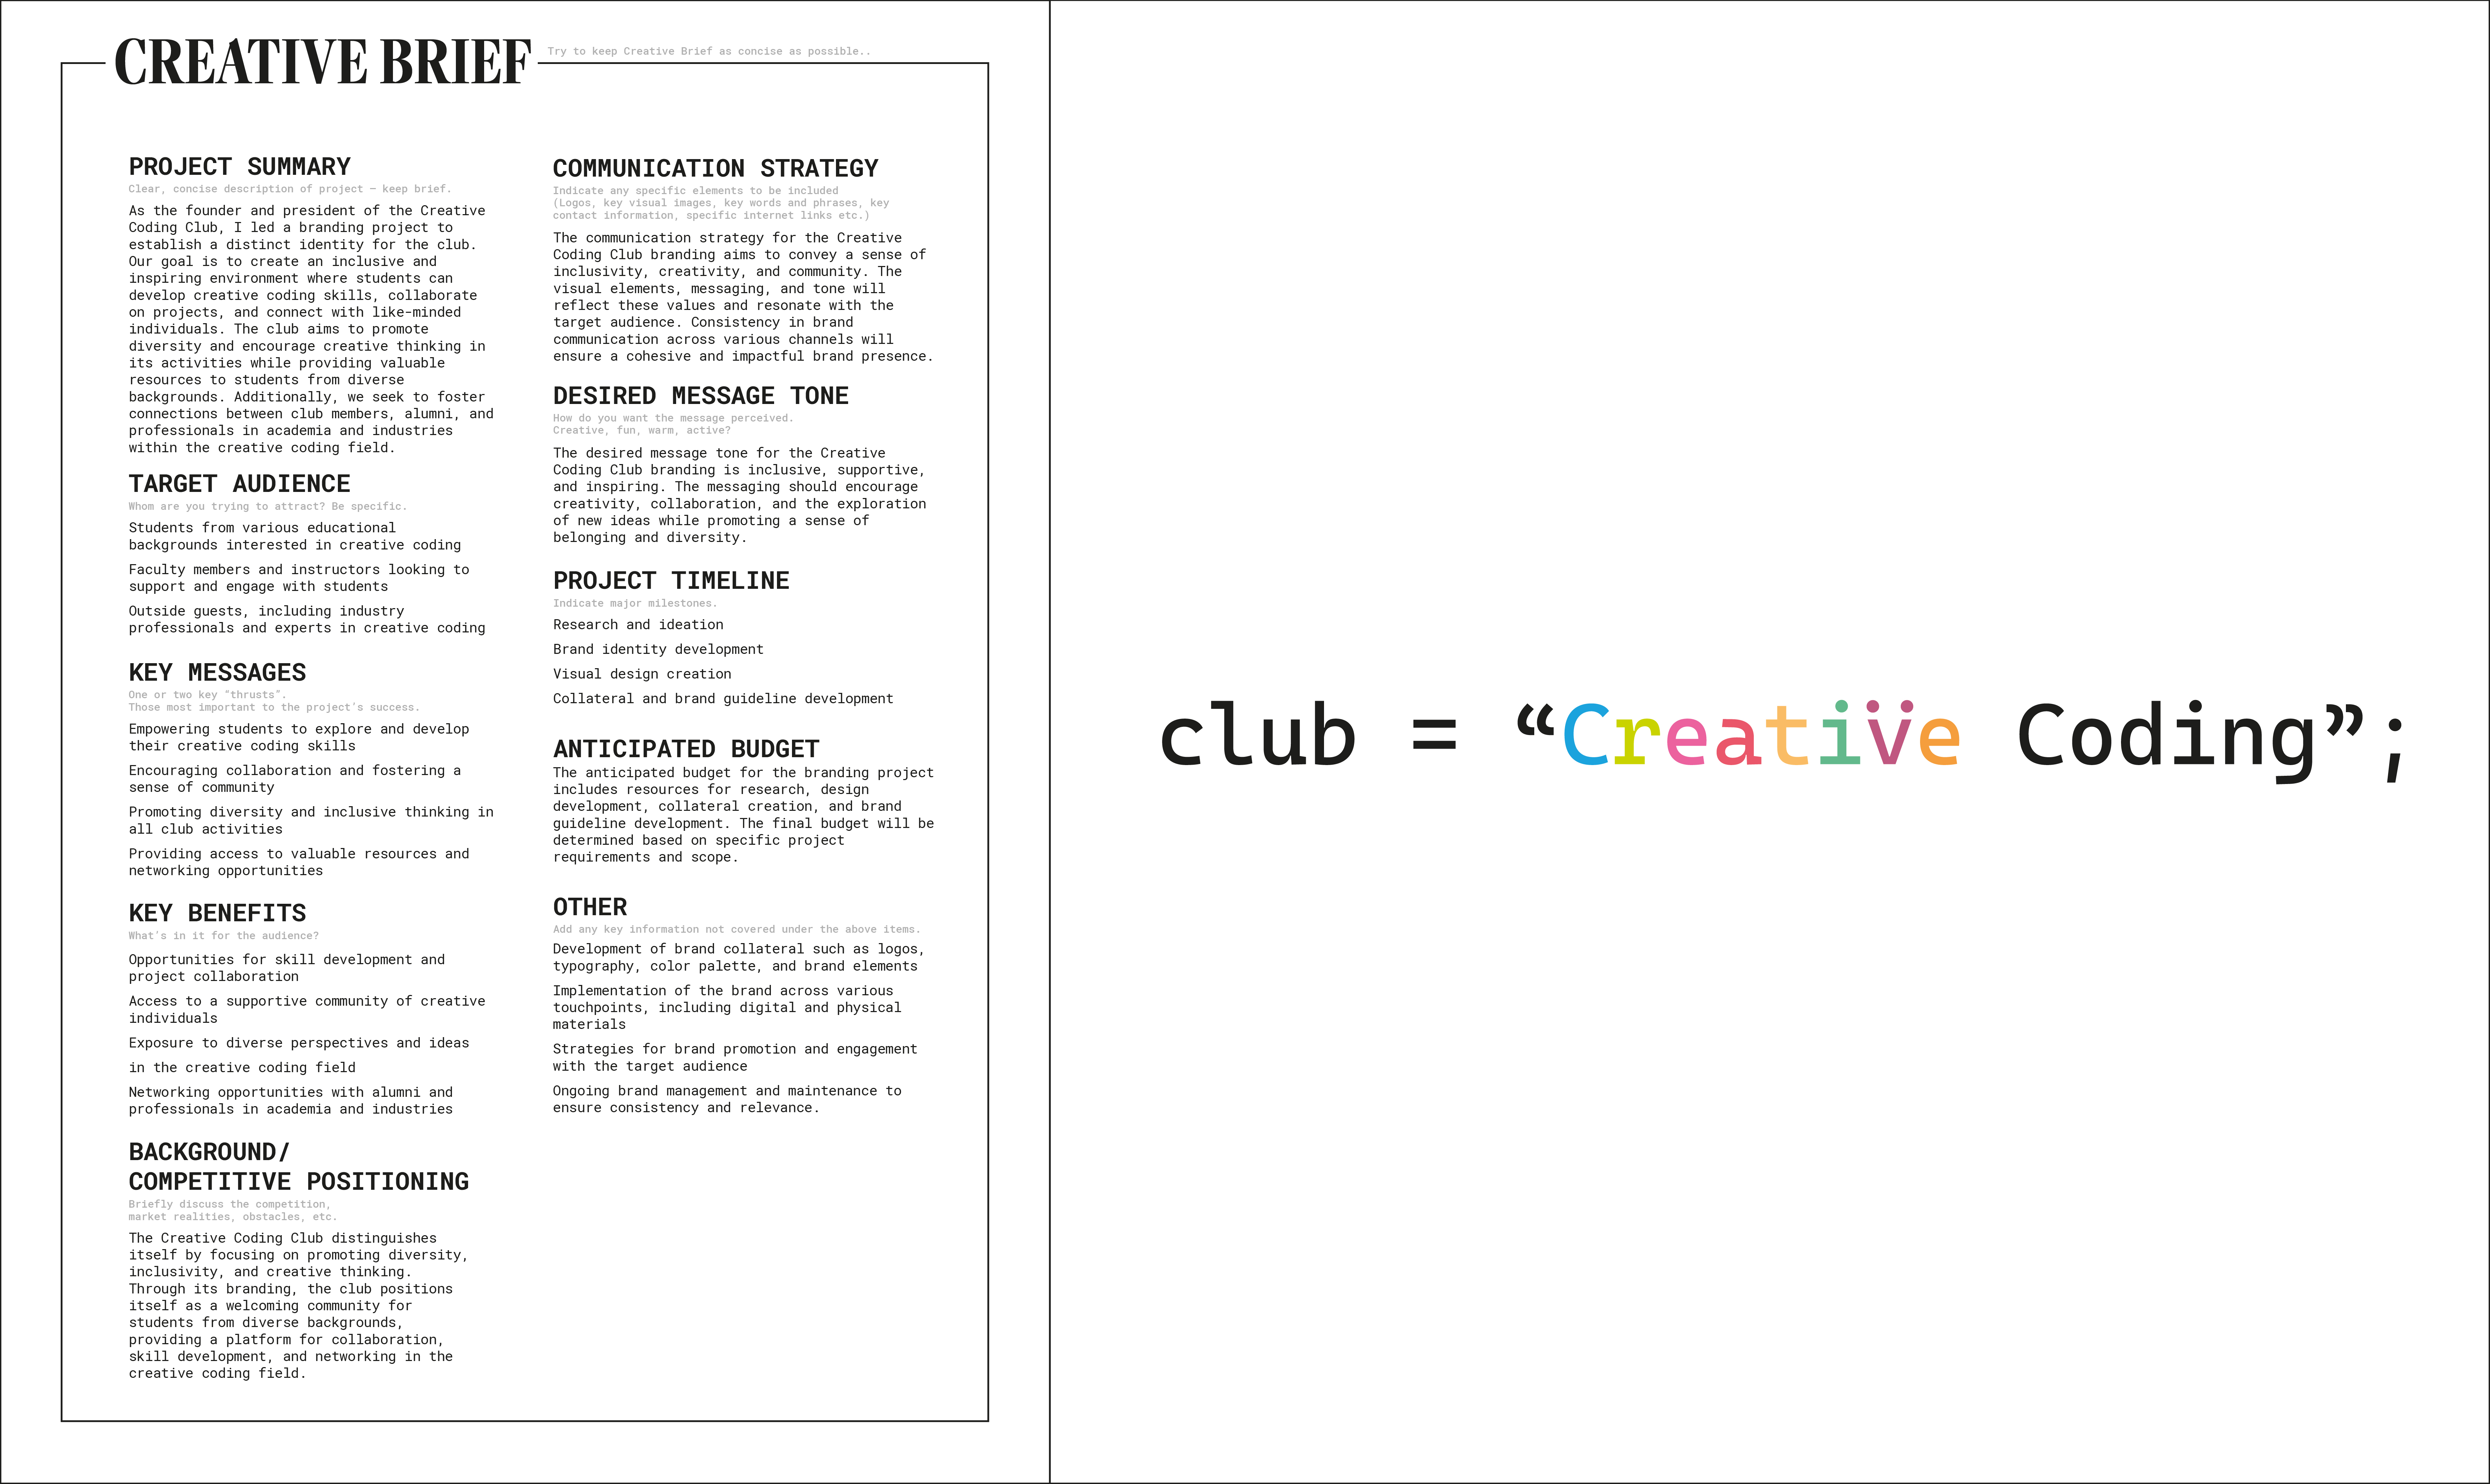 CREATIVE BRIEF
Try to keep Creative Brief as concise as possible..
PROJECT SUMMARY
Clear, concise description of project – keep brief.
As the founder and president of the Creative
Coding Club, I led a branding project to
establish a distinct identity for the club.
Our goal is to create an inclusive and
inspiring environment where students can
develop creative coding skills, collaborate
on projects, and connect with like-minded
individuals. The club aims to promote
diversity and encourage creative thinking in
its activities while providing valuable
resources to students from diverse
backgrounds. Additionally, we seek to foster
connections between club members, alumni, and
professionals in academia and industries
within the creative coding field.
TARGET AUDIENCE
Whom are you trying to attract? Be specific.
Students from various educational
backgrounds interested in creative coding
Faculty members and instructors looking to
support and engage with students
Outside guests, including industry
professionals and experts in creative coding
KEY MESSAGES
One or two key “thrusts”.
Those most important to the project’s success.
Empowering students to explore and develop
their creative coding skills
Encouraging collaboration and fostering a
sense of community
Promoting diversity and inclusive thinking in
all club activities
Providing access to valuable resources and
networking opportunities
KEY BENEFITS
What’s in it for the audience?
Opportunities for skill development and
project collaboration
Access to a supportive community of creative
individuals
Exposure to diverse perspectives and ideas
in the creative coding field
Networking opportunities with alumni and
professionals in academia and industries
BACKGROUND/
COMPETITIVE POSITIONING
Briefly discuss the competition,
market realities, obstacles, etc.
The Creative Coding Club distinguishes
itself by focusing on promoting diversity,
inclusivity, and creative thinking.
Through its branding, the club positions
itself as a welcoming community for
students from diverse backgrounds,
providing a platform for collaboration,
skill development, and networking in the
creative coding field.
COMMUNICATION STRATEGY
Indicate any specific elements to be included
(Logos, key visual images, key words and phrases, key
contact information, specific internet links etc.)
The communication strategy for the Creative
Coding Club branding aims to convey a sense of
inclusivity, creativity, and community. The
visual elements, messaging, and tone will
reflect these values and resonate with the
target audience. Consistency in brand
communication across various channels will
ensure a cohesive and impactful brand presence.
DESIRED MESSAGE TONE
How do you want the message perceived.
Creative, fun, warm, active?
The desired message tone for the Creative
Coding Club branding is inclusive, supportive,
and inspiring. The messaging should encourage
creativity, collaboration, and the exploration
of new ideas while promoting a sense of
belonging and diversity.
PROJECT TIMELINE
Indicate major milestones.
Research and ideation
Brand identity development
Visual design creation
Collateral and brand guideline development
ANTICIPATED BUDGET
The anticipated budget for the branding project
includes resources for research, design
development, collateral creation, and brand
guideline development. The final budget will be
determined based on specific project
requirements and scope.
OTHER
Add any key information not covered under the above items.
Development of brand collateral such as logos,
typography, color palette, and brand elements
Implementation of the brand across various
touchpoints, including digital and physical
materials
Strategies for brand promotion and engagement
with the target audience
Ongoing brand management and maintenance to
ensure consistency and relevance.
club = “Creativ̈e Coding”;